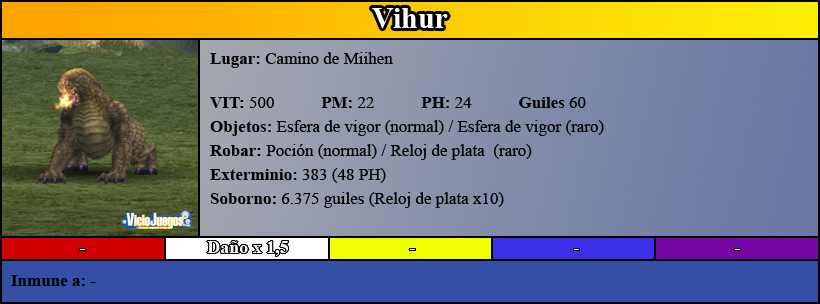 Vihur
Lugar: Camino de Miihen
VIT: 500 PM: 22 PH: 24 Guiles 60
Objetos: Esfera de vigor (normal) / Esfera de vigor (raro)
Robar: Poción (normal) / Reloj de plata (raro)
Exterminio: 383 (48 PH)
Soborno: 6.375 guiles (Reloj de plata x10)
VicioJuegos
- Daño x 1,5 - - -
Inmune a: -